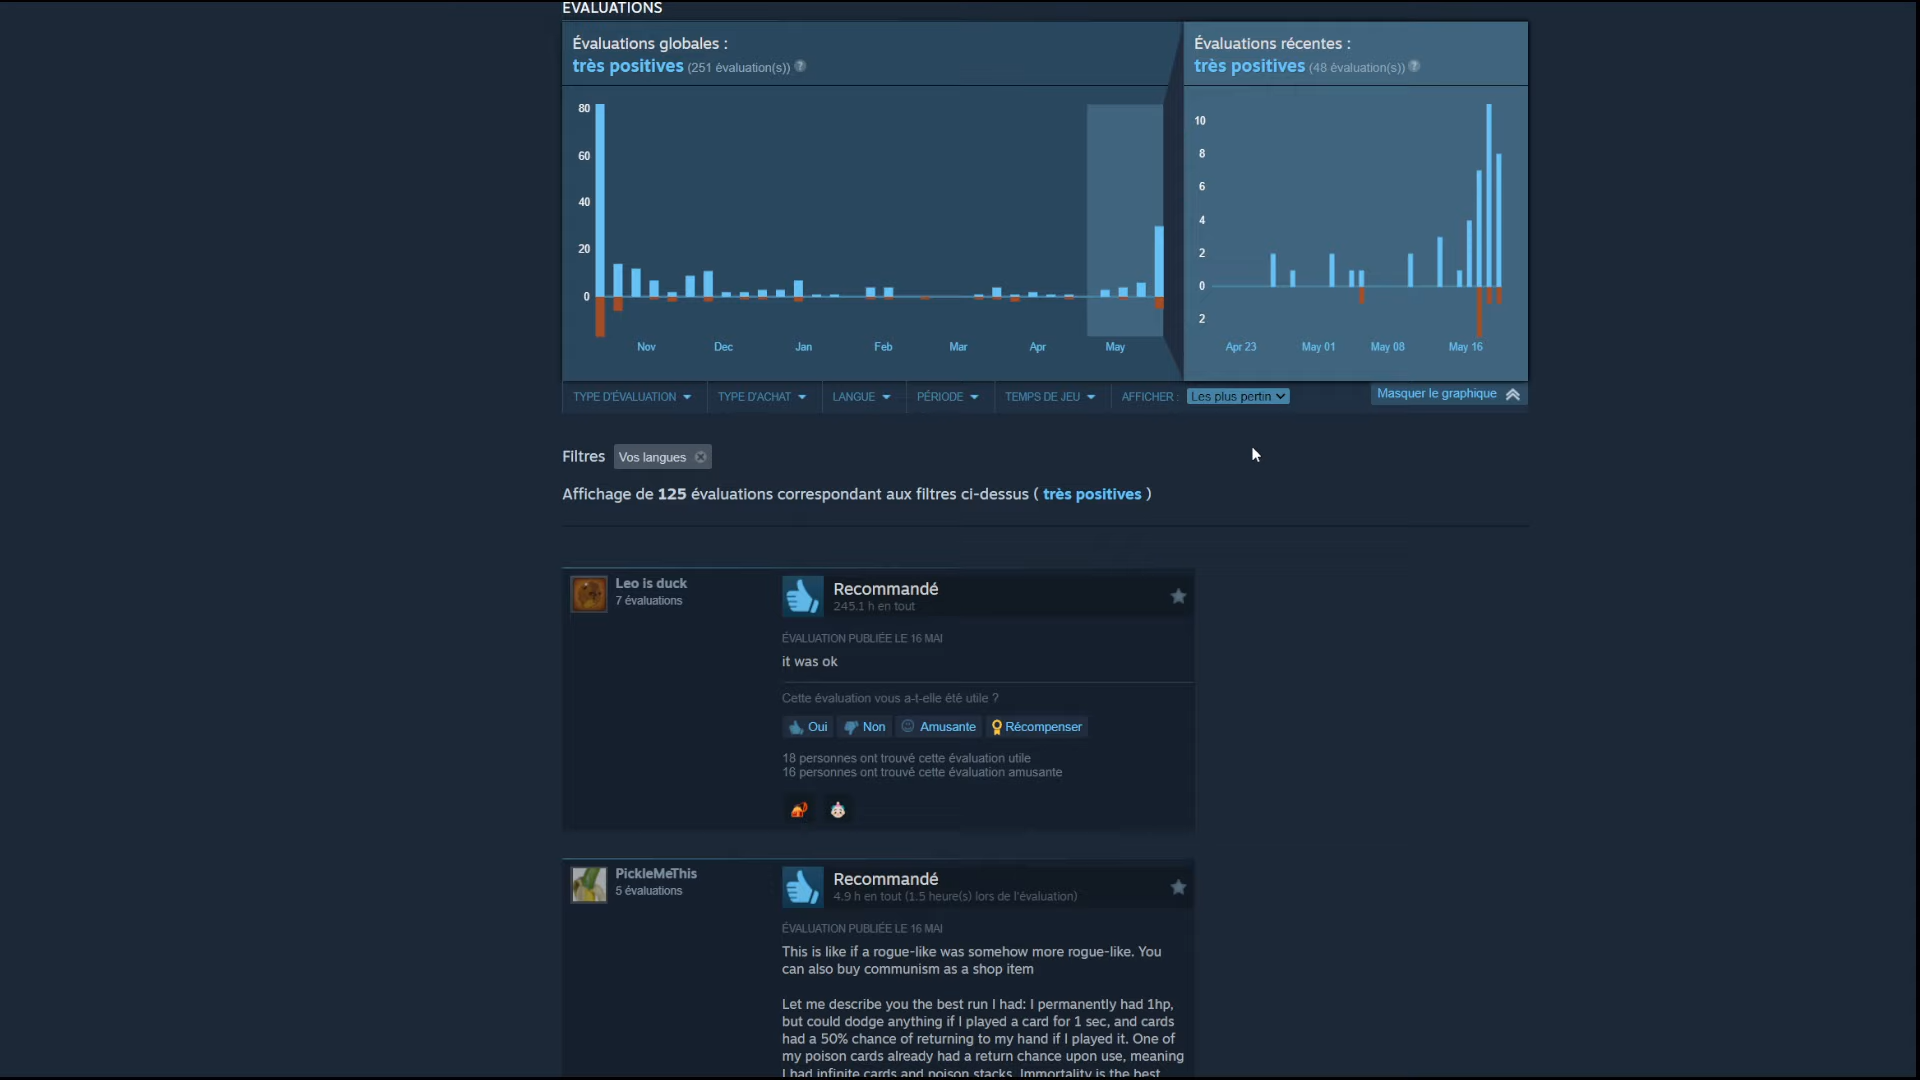 ÉVALUATIONS
Évaluations globales :
très positives (251 évaluation(s)) ?
Évaluations récentes :
très positives (48 évaluation(s)) ?
80
60
40
20
0
Nov Dec Jan Feb Mar Apr May
10
8
6
4
2
0
2
Apr 23 May 01 May 08 May 16
TYPE D'ÉVALUATION TYPE D'ACHAT LANGUE PÉRIODE TEMPS DE JEU AFFICHER : Les plus pertin Masquer le graphique
Filtres Vos langues
Affichage de 125 évaluations correspondant aux filtres ci-dessus ( très positives )
Leo is duck
7 évaluations
Recommandé
245.1 h en tout
ÉVALUATION PUBLIÉE LE 16 MAI
it was ok
Cette évaluation vous a-t-elle été utile ?
Oui Non Amusante Récompenser
18 personnes ont trouvé cette évaluation utile
16 personnes ont trouvé cette évaluation amusante
PickleMeThis
5 évaluations
Recommandé
4.9 h en tout (1.5 heure(s) lors de l'évaluation)
ÉVALUATION PUBLIÉE LE 16 MAI
This is like if a rogue-like was somehow more rogue-like. You
can also buy communism as a shop item
Let me describe you the best run I had: I permanently had 1hp,
but could dodge anything if I played a card for 1 sec, and cards
had a 50% chance of returning to my hand if I played it. One of
my poison cards already had a return chance upon use, meaning
I had infinite cards and poison stacks. Immortality is the best